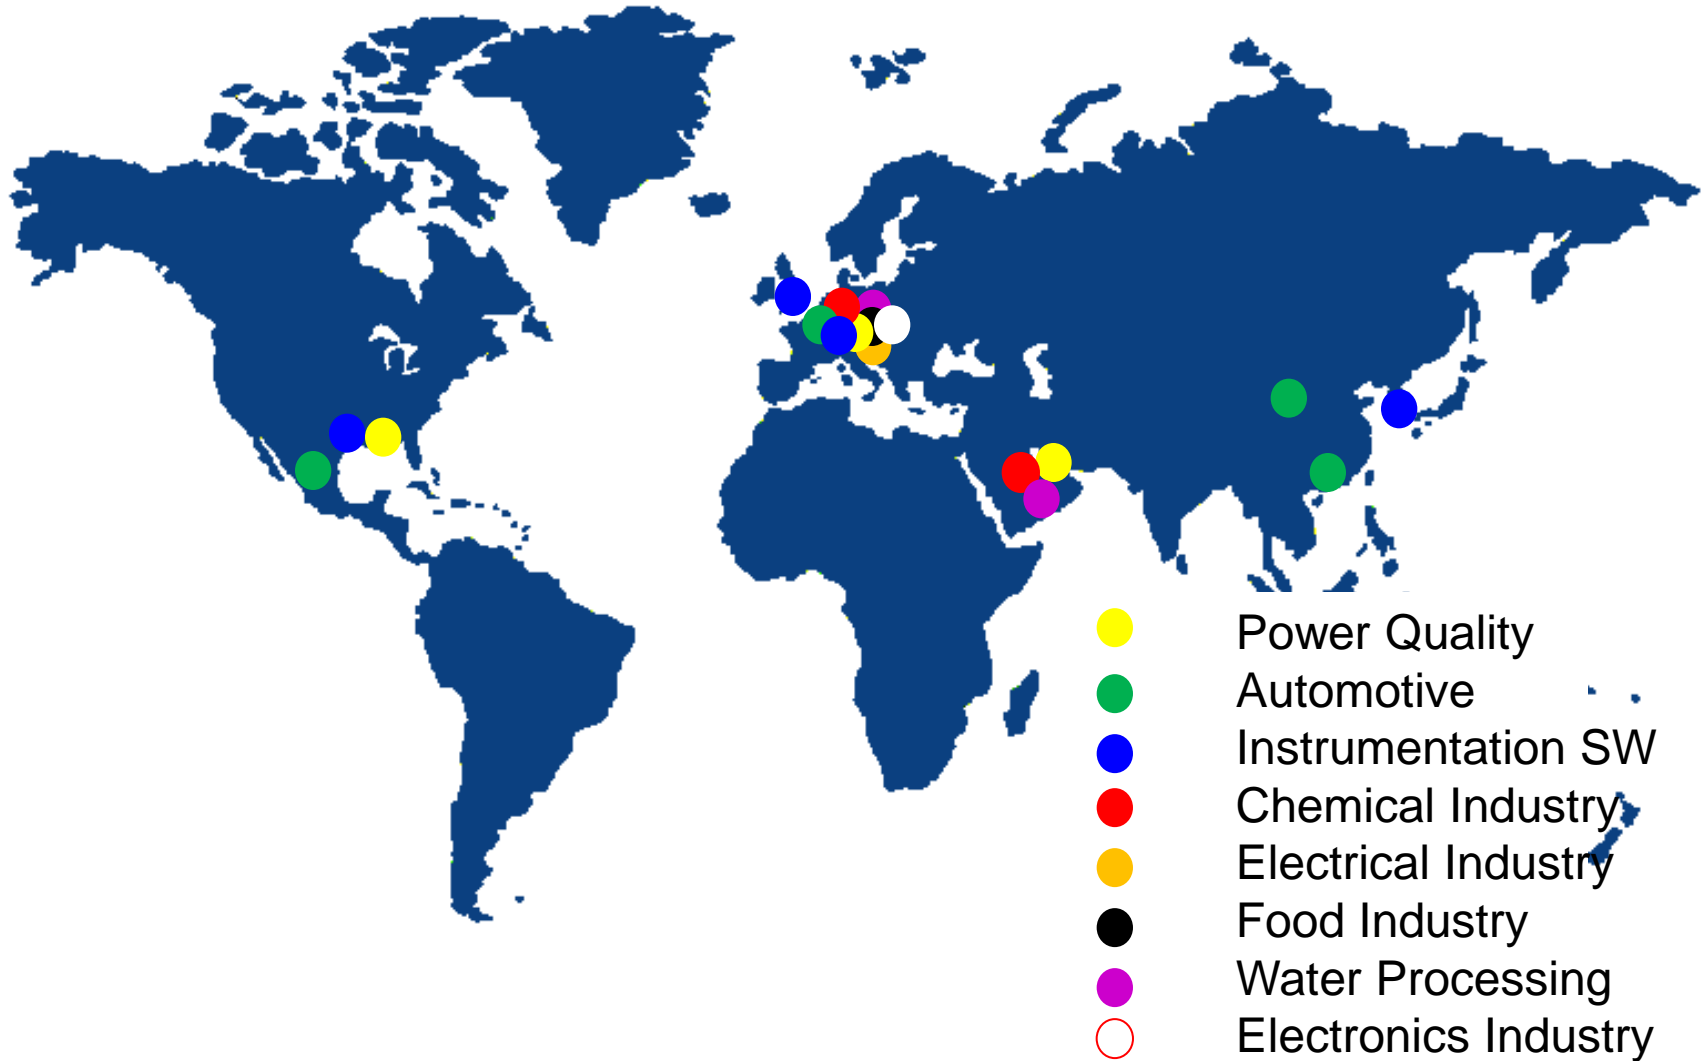 Power Quality
Automotive
Instrumentation SW
Chemical Industry
Electrical Industry
Food Industry
Water Processing
Electronics Industry